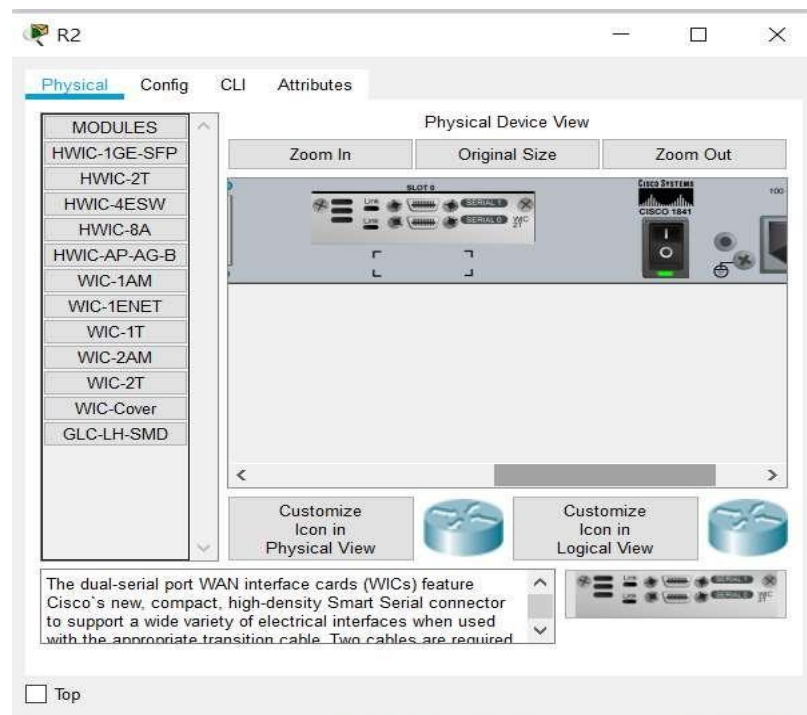 R2
Physical Config CLI Attributes
MODULES
HWIC-1GE-SFP
HWIC-2T
HWIC-4ESW
HWIC-8A
HWIC-AP-AG-B
WIC-1AM
WIC-1ENET
WIC-1T
WIC-2AM
WIC-2T
WIC-Cover
GLC-LH-SMD
Physical Device View
Zoom In Original Size Zoom Out
SLOT 0
Link SERIAL 1
Link SERIAL 0 WIC 2T
CISCO SYSTEMS
CISCO 1841
100
Customize
Icon in
Physical View
Customize
Icon in
Logical View
The dual-serial port WAN interface cards (WICs) feature
Cisco`s new, compact, high-density Smart Serial connector
to support a wide variety of electrical interfaces when used
with the appropriate transition cable. Two cables are required
Top